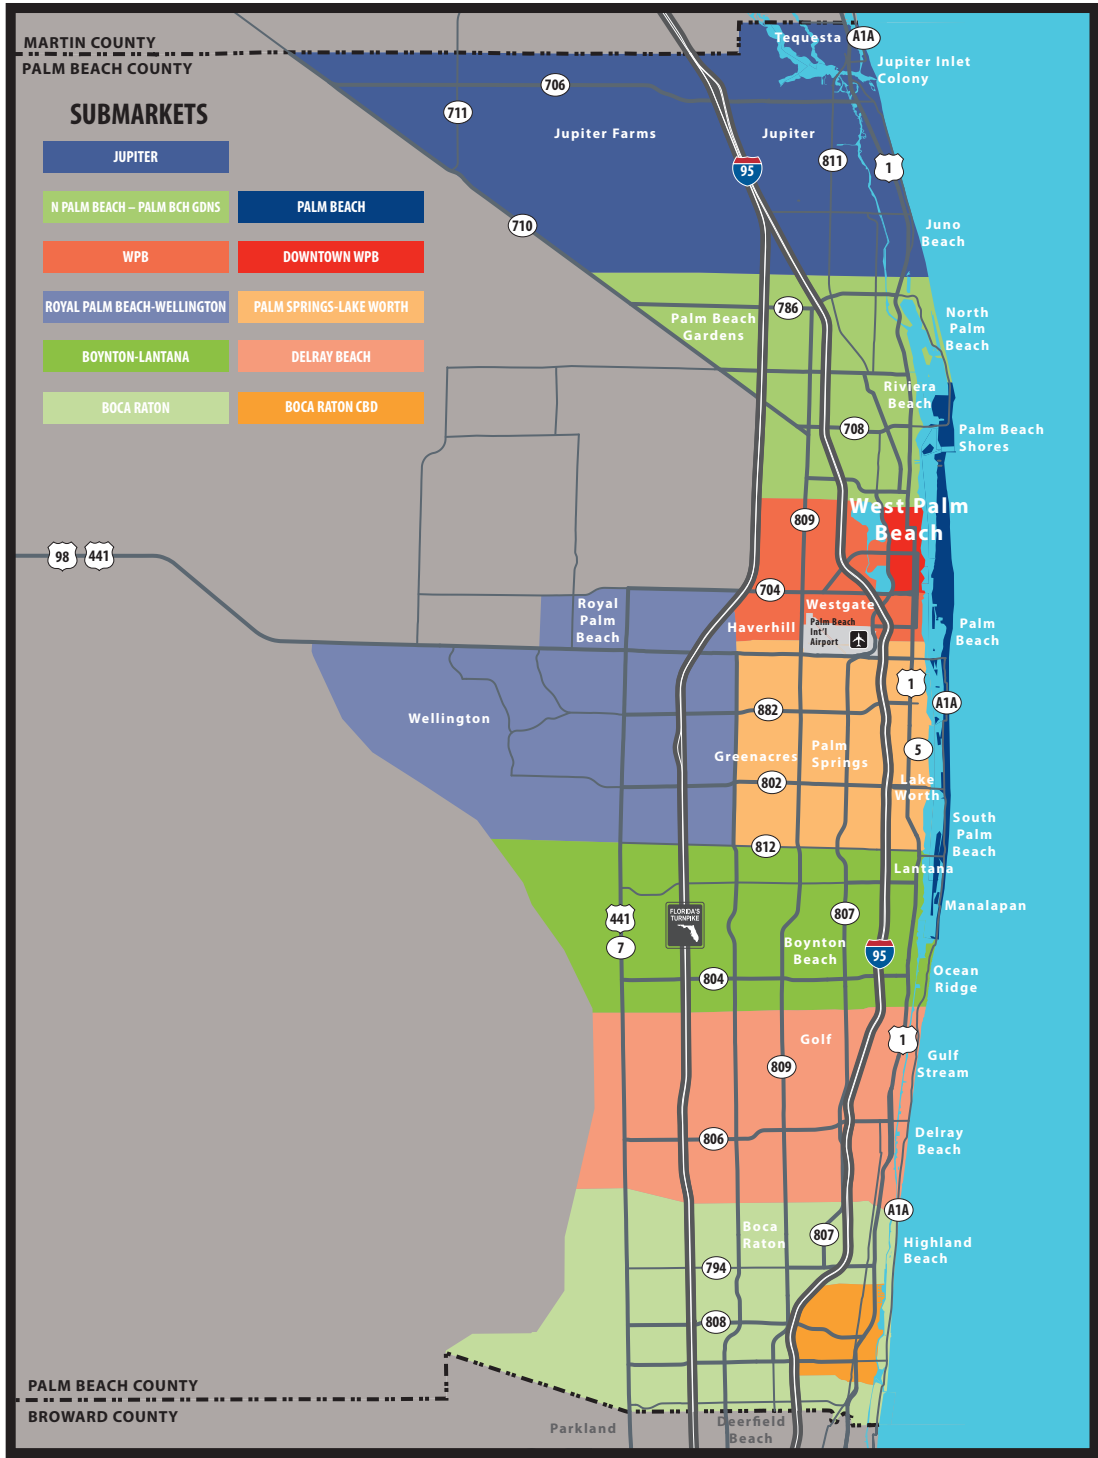 MARTIN COUNTY
PALM BEACH COUNTY
SUBMARKETS
JUPITER
N PALM BEACH – PALM BCH GDNS
PALM BEACH
WPB
DOWNTOWN WPB
ROYAL PALM BEACH-WELLINGTON
PALM SPRINGS-LAKE WORTH
BOYNTON-LANTANA
DELRAY BEACH
BOCA RATON
BOCA RATON CBD
Tequesta
A1A
Jupiter Inlet
Colony
706
711
Jupiter Farms
Jupiter
811
95
1
710
Juno
Beach
786
Palm Beach
Gardens
North
Palm
Beach
Riviera
Beach
708
Palm Beach
Shores
West Palm
Beach
809
98
441
704
Royal
Palm
Beach
Westgate
Haverhill
Palm Beach
Int'l
Airport
Palm
Beach
1
A1A
882
Wellington
5
Greenacres
Palm
Springs
802
Lake
Worth
South
Palm
Beach
812
Lantana
Manalapan
441
7
FLORIDA'S
TURNPIKE
807
Boynton
Beach
95
804
Ocean
Ridge
Golf
1
809
Gulf
Stream
806
Delray
Beach
A1A
Boca
Raton
807
Highland
Beach
794
808
PALM BEACH COUNTY
BROWARD COUNTY
Parkland
Deerfield
Beach